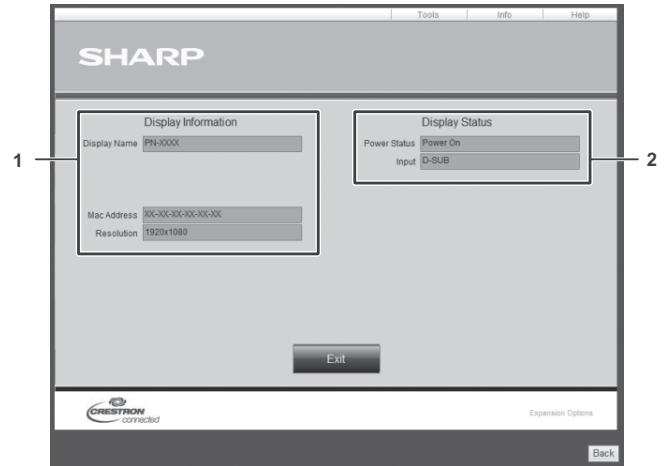 Tools Info Help
SHARP
Display Information
Display Name PN-XXXX
Mac Address XX-XX-XX-XX-XX-XX
Resolution 1920x1080
1
Display Status
Power Status Power On
Input D-SUB
2
Exit
CRESTRON
connected
Expansion Options
Back